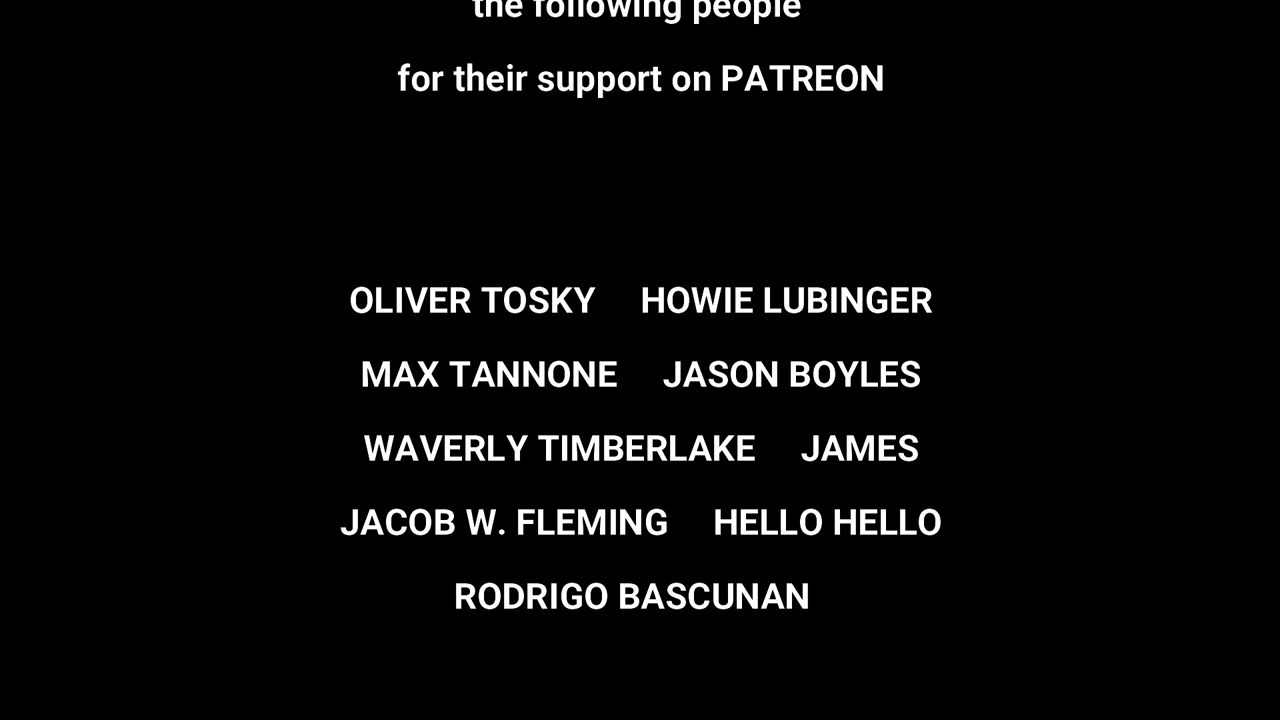 the following people
for their support on PATREON
OLIVER TOSKY HOWIE LUBINGER
MAX TANNONE JASON BOYLES
WAVERLY TIMBERLAKE JAMES
JACOB W. FLEMING HELLO HELLO
RODRIGO BASCUNAN